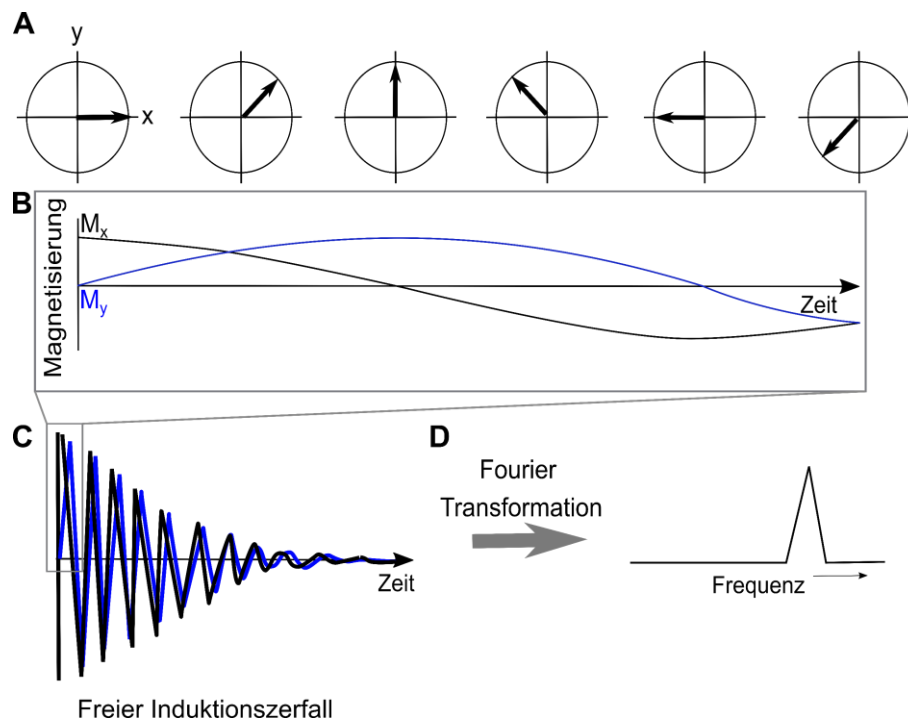 A
y
x
B
Magnetisierung
Mx
My
Zeit
C
Zeit
Freier Induktionszerfall
D
Fourier
Transformation
Frequenz